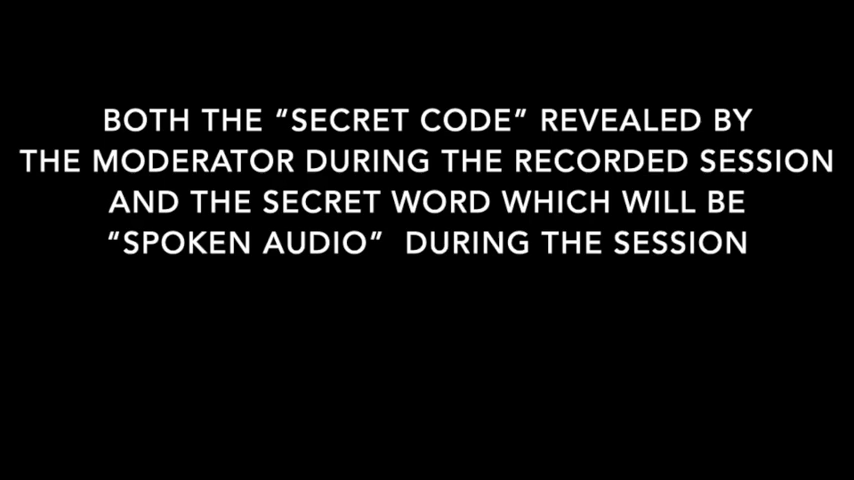 BOTH THE “SECRET CODE” REVEALED BY
THE MODERATOR DURING THE RECORDED SESSION
AND THE SECRET WORD WHICH WILL BE
“SPOKEN AUDIO”  DURING THE SESSION